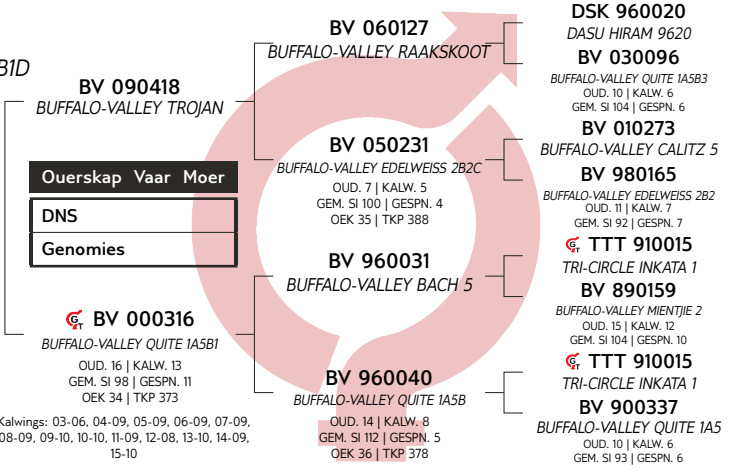 B1D
BV 090418
BUFFALO-VALLEY TROJAN
Ouerskap Vaar Moer
DNS
Genomies
BV 000316
BUFFALO-VALLEY QUITE 1A5B1
OUD. 16 | KALW. 13
GEM. SI 98 | GESPN. 11
OEK 34 | TKP 373
Kalwings: 03-06, 04-09, 05-09, 06-09, 07-09,
08-09, 09-10, 10-10, 11-09, 12-08, 13-10, 14-09,
15-10
BV 060127
BUFFALO-VALLEY RAAKSKOOT
BV 050231
BUFFALO-VALLEY EDELWEISS 2B2C
OUD. 7 | KALW. 5
GEM. SI 100 | GESPN. 4
OEK 35 | TKP 388
BV 960031
BUFFALO-VALLEY BACH 5
BV 960040
BUFFALO-VALLEY QUITE 1A5B
OUD. 14 | KALW. 8
GEM. SI 112 | GESPN. 5
OEK 36 | TKP 378
DSK 960020
DASU HIRAM 9620
BV 030096
BUFFALO-VALLEY QUITE 1A5B3
OUD. 10 | KALW. 6
GEM. SI 104 | GESPN. 6
BV 010273
BUFFALO-VALLEY CALITZ 5
BV 980165
BUFFALO-VALLEY EDELWEISS 2B2
OUD. 11 | KALW. 7
GEM. SI 92 | GESPN. 7
GT TTT 910015
TRI-CIRCLE INKATA 1
BV 890159
BUFFALO-VALLEY MIENTJIE 2
OUD. 15 | KALW. 12
GEM. SI 104 | GESPN. 10
GT TTT 910015
TRI-CIRCLE INKATA 1
BV 900337
BUFFALO-VALLEY QUITE 1A5
OUD. 10 | KALW. 6
GEM. SI 93 | GESPN. 6